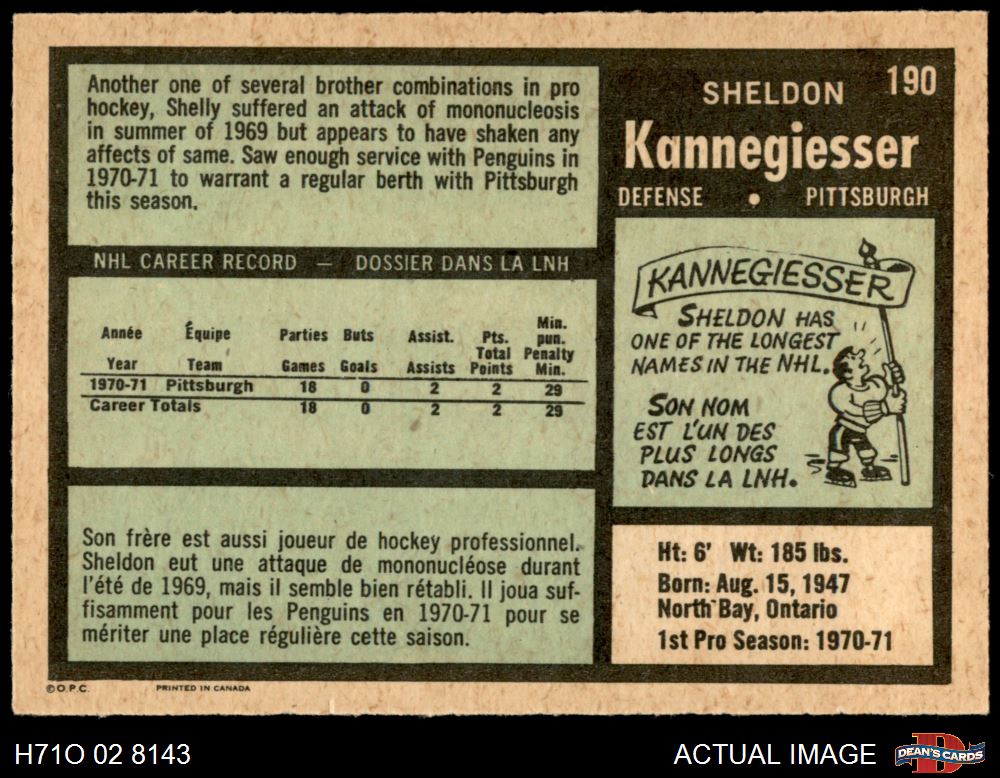 Another one of several brother combinations in pro
hockey, Shelly suffered an attack of mononucleosis
in summer of 1969 but appears to have shaken any
affects of same. Saw enough service with Penguins in
1970-71 to warrant a regular berth with Pittsburgh
this season.
NHL CAREER RECORD — DOSSIER DANS LA LNH
Année Équipe Parties Buts Assist. Pts. Min. pun.
Year Team Games Goals Assists Total Points Penalty Min.
1970-71 Pittsburgh 18 0 2 2 29
Career Totals 18 0 2 2 29
Son frère est aussi joueur de hockey professionnel.
Sheldon eut une attaque de mononucléose durant
l'été de 1969, mais il semble bien rétabli. Il joua suf-
fisamment pour les Penguins en 1970-71 pour se
mériter une place régulière cette saison.
190
SHELDON
Kannegiesser
DEFENSE • PITTSBURGH
KANNEGIESSER
SHELDON HAS
ONE OF THE LONGEST
NAMES IN THE NHL.
SON NOM
EST L'UN DES
PLUS LONGS
DANS LA LNH.
Ht: 6' Wt: 185 lbs.
Born: Aug. 15, 1947
North Bay, Ontario
1st Pro Season: 1970-71
©O.P.C. PRINTED IN CANADA
H71O 02 8143
ACTUAL IMAGE
DEAN'S CARDS